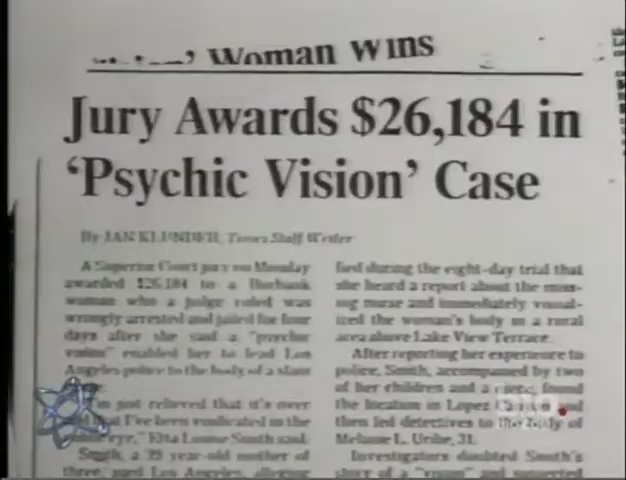 Woman Wins
Jury Awards $26,184 in
'Psychic Vision' Case
By JAN KLUNDER, Times Staff Writer
A Superior Court jury on Monday
awarded $26,184 to a Burbank
woman who a judge ruled was
wrongly arrested and jailed for four
days after she said a "psychic
vision" enabled her to lead Los
Angeles police to the body of a slain
just relieved that it's over
that I've been vindicated in the
eye," Etta Louise Smith said.
Smith, a 39 year-old mother of
three, sued Los Angeles, alleging
fied during the eight-day trial that
she heard a report about the miss-
ing nurse and immediately visual-
ized the woman's body in a rural
area above Lake View Terrace.
After reporting her experience to
police, Smith, accompanied by two
of her children and a niece, found
the location in Lopez Canyon and
then led detectives to the body of
Melanie L. Uribe, 31.
Investigators doubted Smith's
story of a "vision" and suspected
bio.